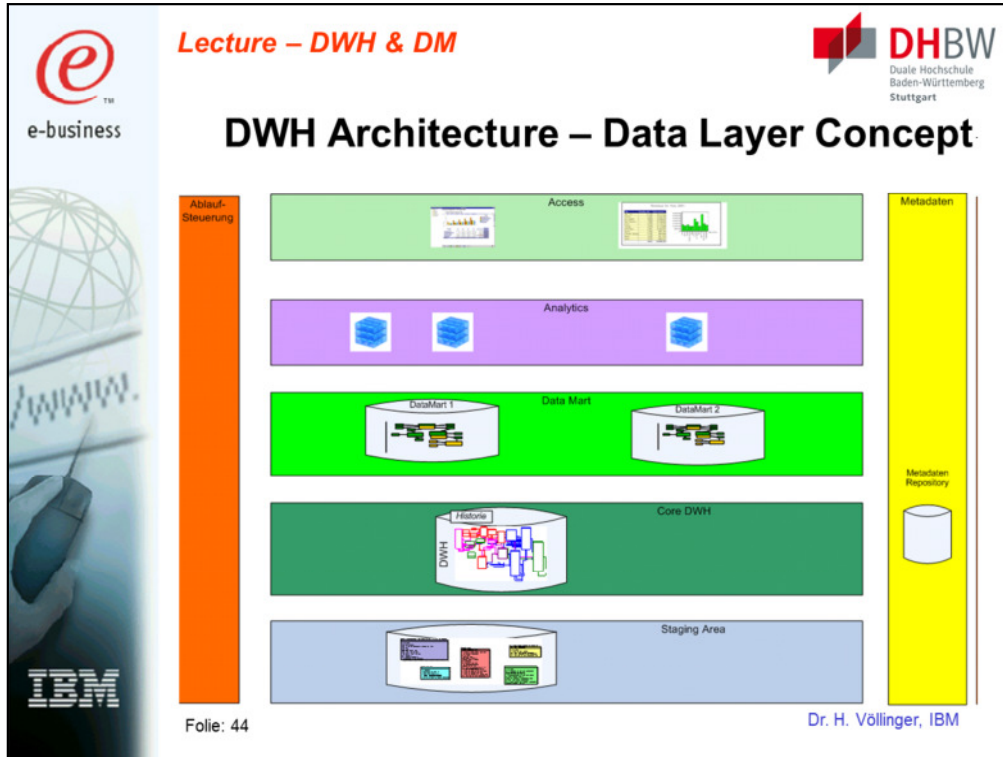 Lecture – DWH & DM
DHBW
Duale Hochschule
Baden-Württemberg
Stuttgart
e
TM
e-business
DWH Architecture – Data Layer Concept
Ablauf-
Steuerung
Access
Metadaten
Analytics
Data Mart
DataMart 1
DataMart 2
Metadaten
Repository
Core DWH
Historie
DWH
Staging Area
IBM
Folie: 44
Dr. H. Völlinger, IBM